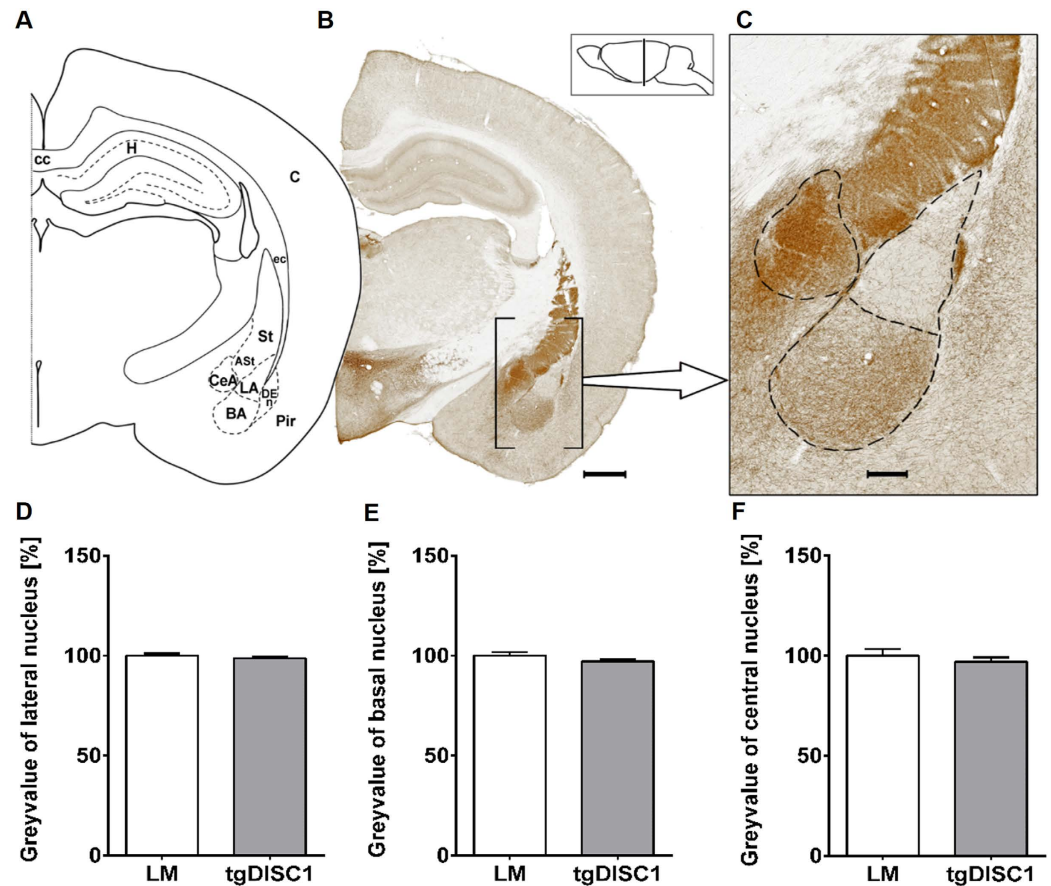 A
B
C
cc
H
C
ec
St
ASt
CeA
LA
DE
n
BA
Pir
D
E
F
Greyvalue of lateral nucleus [%]
150
100
50
0
LM
tgDISC1
Greyvalue of basal nucleus [%]
150
100
50
0
LM
tgDISC1
Greyvalue of central nucleus [%]
150
100
50
0
LM
tgDISC1